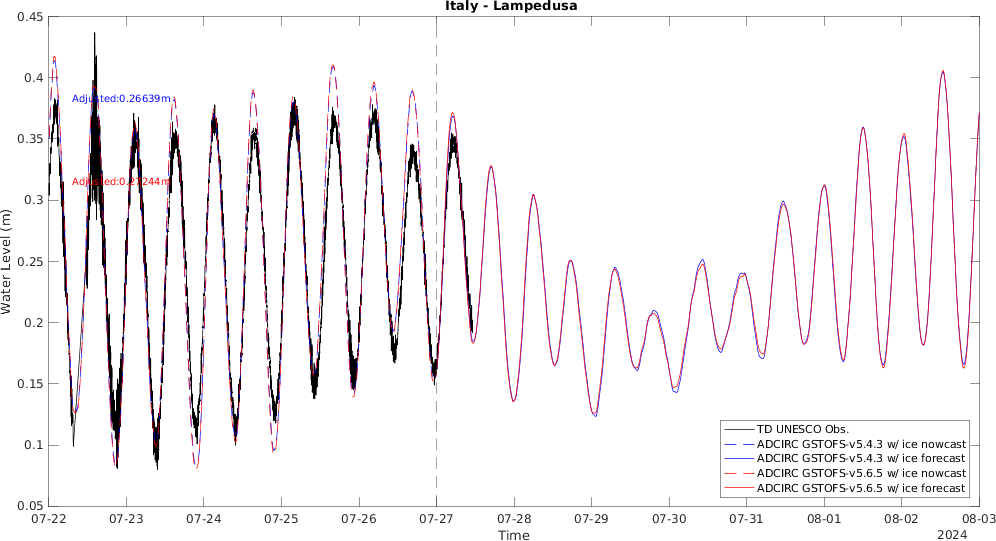 Italy - Lampedusa
0.45
0.4
0.35
0.3
0.25
0.2
0.15
0.1
0.05
Water Level (m)
Adjusted:0.26639m
Adjusted:0.27244m
TD UNESCO Obs.
ADCIRC GSTOFS-v5.4.3 w/ ice nowcast
ADCIRC GSTOFS-v5.4.3 w/ ice forecast
ADCIRC GSTOFS-v5.6.5 w/ ice nowcast
ADCIRC GSTOFS-v5.6.5 w/ ice forecast
07-22 07-23 07-24 07-25 07-26 07-27 07-28 07-29 07-30 07-31 08-01 08-02 08-03
Time
2024